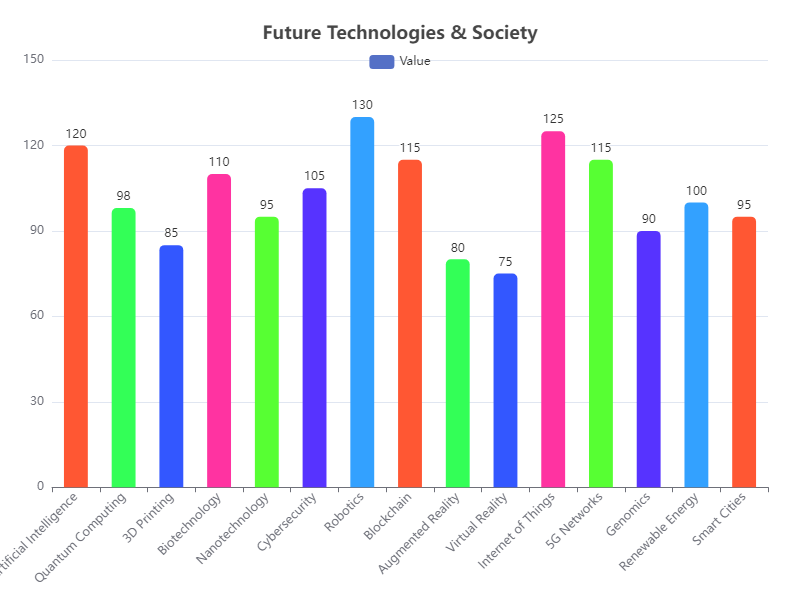 Future Technologies & Society
Value
150
120
90
60
30
0
120
98
85
110
95
105
130
115
80
75
125
115
90
100
95
Quantum Computing
3D Printing
Biotechnology
Nanotechnology
Cybersecurity
Robotics
Blockchain
Augmented Reality
Virtual Reality
Internet of Things
5G Networks
Genomics
Renewable Energy
Smart Cities
tificial Intelligence